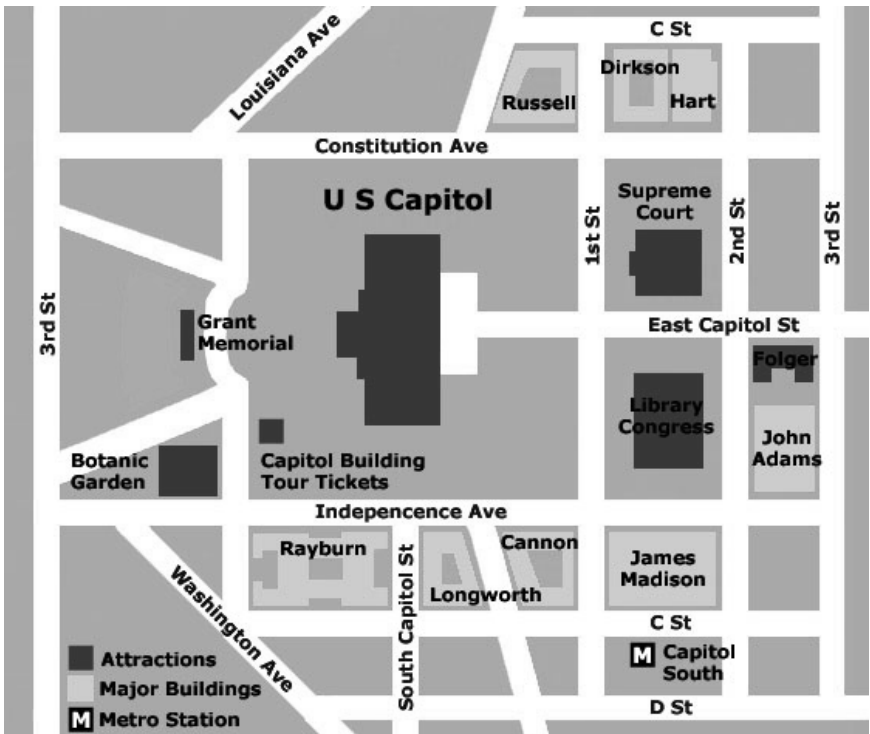 C St
Louisiana Ave
Dirkson
Russell
Hart
Constitution Ave
U S Capitol
Supreme
Court
1st St
2nd St
3rd St
3rd St
Grant
Memorial
East Capitol St
Folger
Library
Congress
John
Adams
Botanic
Garden
Capitol Building
Tour Tickets
Indepencence Ave
Rayburn
Cannon
James
Madison
Longworth
Washington Ave
South Capitol St
C St
M
Capitol
South
Attractions
Major Buildings
M Metro Station
D St